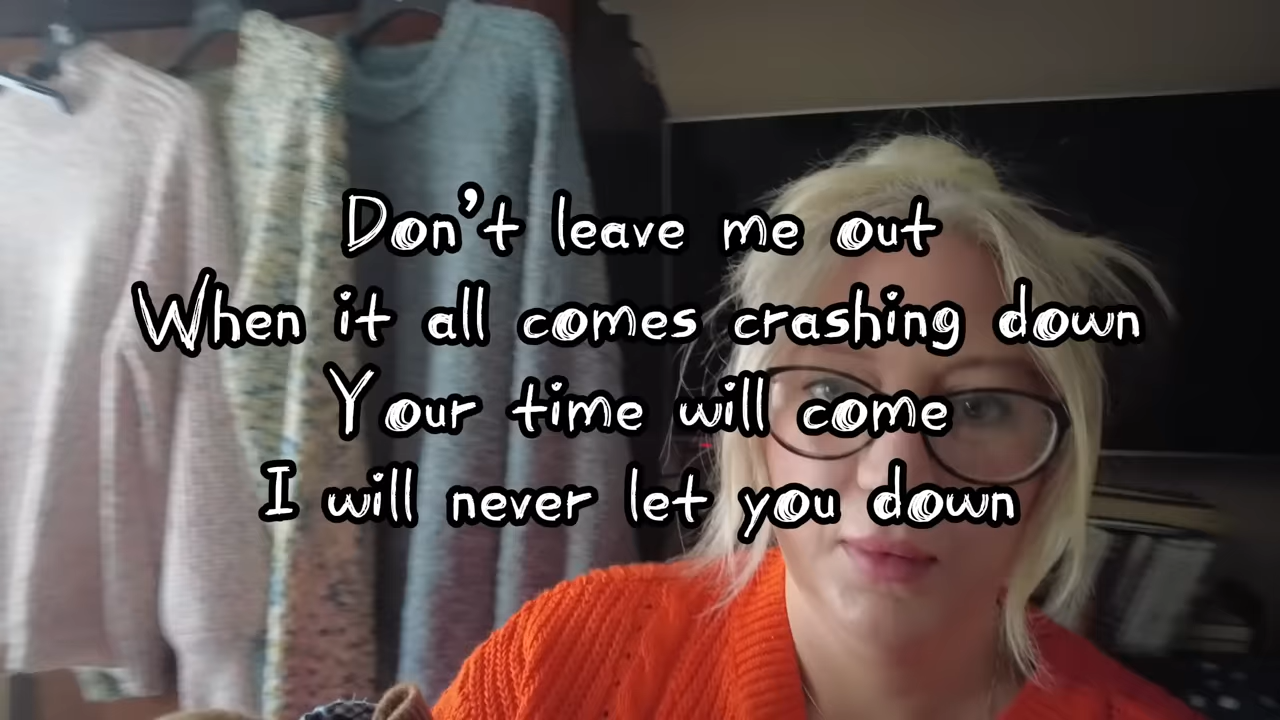 Don't leave me out
When it all comes crashing down
Your time will come
I will never let you down